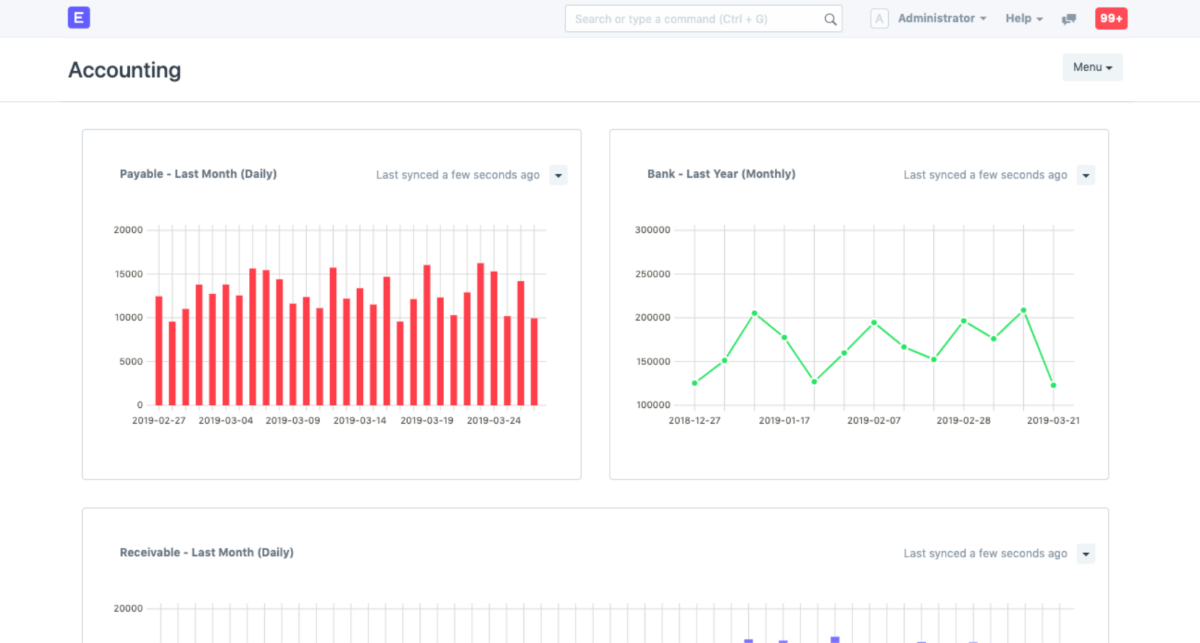 E
Search or type a command (Ctrl + G)
A Administrator Help 99+
Accounting
Menu
Payable - Last Month (Daily)
Last synced a few seconds ago
20000
15000
10000
5000
0
2019-02-27 2019-03-04 2019-03-09 2019-03-14 2019-03-19 2019-03-24
Bank - Last Year (Monthly)
Last synced a few seconds ago
300000
250000
200000
150000
100000
2018-12-27 2019-01-17 2019-02-07 2019-02-28 2019-03-21
Receivable - Last Month (Daily)
Last synced a few seconds ago
20000